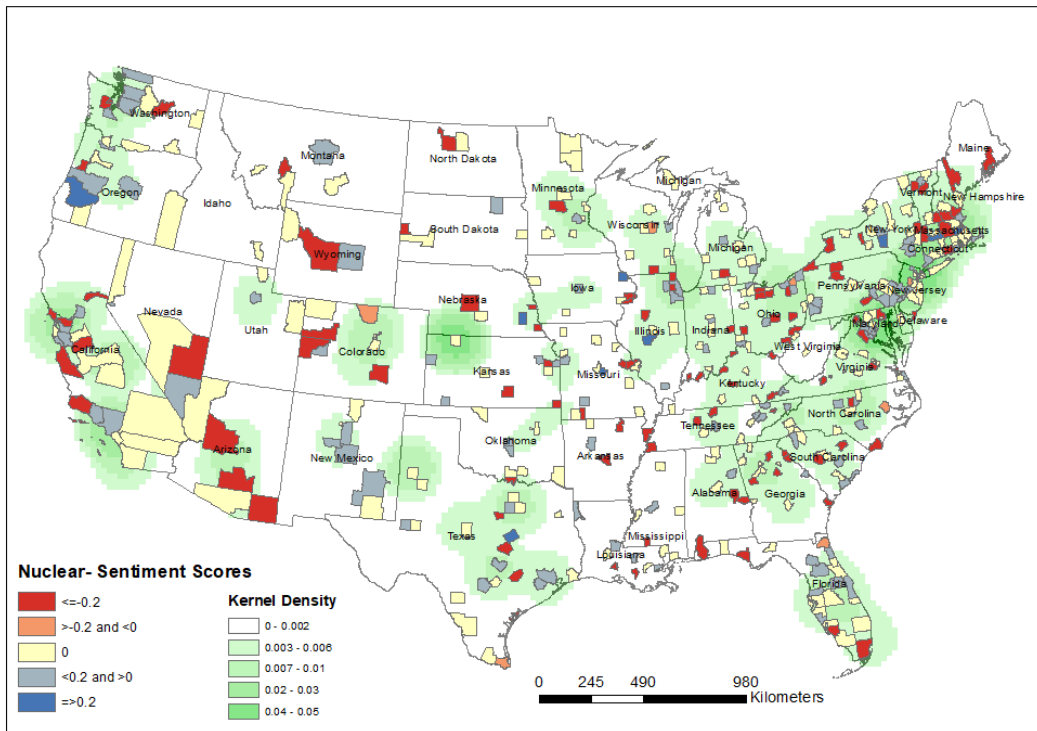 Washington
Montana
North Dakota
Minnesota
Michigan
Maine
Vermont
New Hampshire
Oregon
Idaho
South Dakota
Wisconsin
Michigan
New York
Massachusetts
Connecticut
Wyoming
Nebraska
Iowa
Pennsylvania
New Jersey
Nevada
Utah
Colorado
Illinois
Indiana
Ohio
Maryland
Delaware
California
Kansas
Missouri
West Virginia
Virginia
Kentucky
Arizona
New Mexico
Oklahoma
Arkansas
Tennessee
North Carolina
South Carolina
Texas
Mississippi
Alabama
Georgia
Louisiana
Florida
Nuclear- Sentiment Scores
<=-0.2
>-0.2 and <0
0
<0.2 and >0
=>0.2
Kernel Density
0 - 0.002
0.003 - 0.006
0.007 - 0.01
0.02 - 0.03
0.04 - 0.05
0 245 490 980
Kilometers